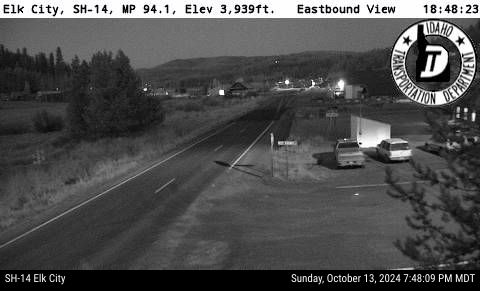 Elk City, SH-14, MP 94.1, Elev 3,939ft. Eastbound View 18:48:23
IDAHO
TRANSPORTATION DEPARTMENT
SH-14 Elk City Sunday, October 13, 2024 7:48:09 PM MDT